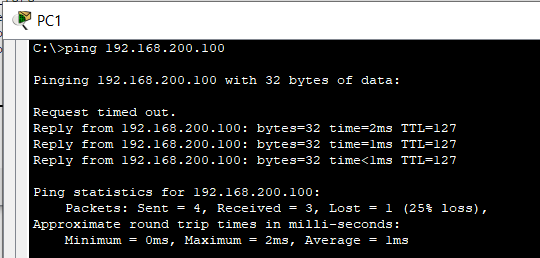 PC1
C:\>ping 192.168.200.100
Pinging 192.168.200.100 with 32 bytes of data:
Request timed out.
Reply from 192.168.200.100: bytes=32 time=2ms TTL=127
Reply from 192.168.200.100: bytes=32 time=1ms TTL=127
Reply from 192.168.200.100: bytes=32 time<1ms TTL=127
Ping statistics for 192.168.200.100:
Packets: Sent = 4, Received = 3, Lost = 1 (25% loss),
Approximate round trip times in milli-seconds:
Minimum = 0ms, Maximum = 2ms, Average = 1ms